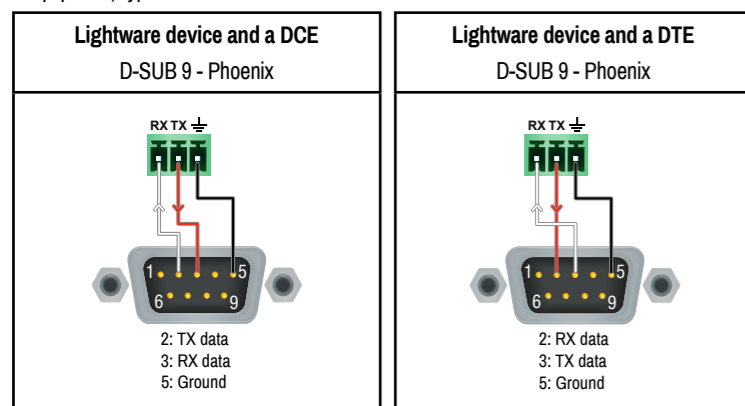 Lightware device and a DCE
D-SUB 9 - Phoenix
RX TX
1 5
6 9
2: TX data
3: RX data
5: Ground
Lightware device and a DTE
D-SUB 9 - Phoenix
RX TX
1 5
6 9
2: RX data
3: TX data
5: Ground